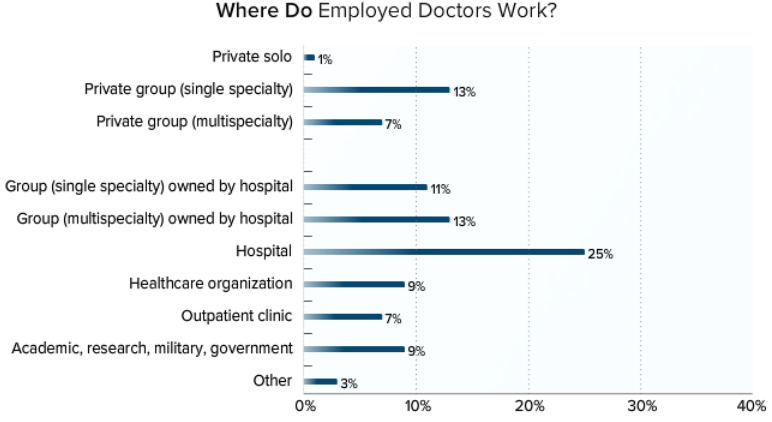 Where Do Employed Doctors Work?
Private solo 1%
Private group (single specialty) 13%
Private group (multispecialty) 7%
Group (single specialty) owned by hospital 11%
Group (multispecialty) owned by hospital 13%
Hospital 25%
Healthcare organization 9%
Outpatient clinic 7%
Academic, research, military, government 9%
Other 3%
0% 10% 20% 30% 40%